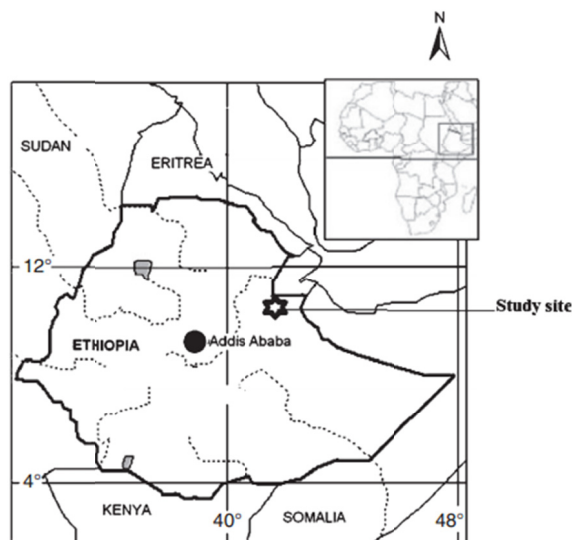 N
SUDAN
ERITREA
12°
Study site
ETHIOPIA
Addis Ababa
4°
KENYA
40°
SOMALIA
48°